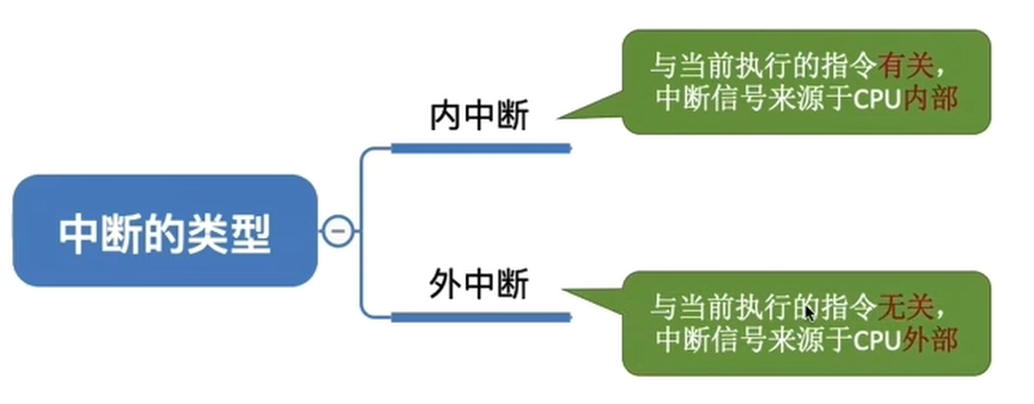 中断的类型
内中断
与当前执行的指令有关，
中断信号来源于CPU内部
外中断
与当前执行的指令无关，
中断信号来源于CPU外部